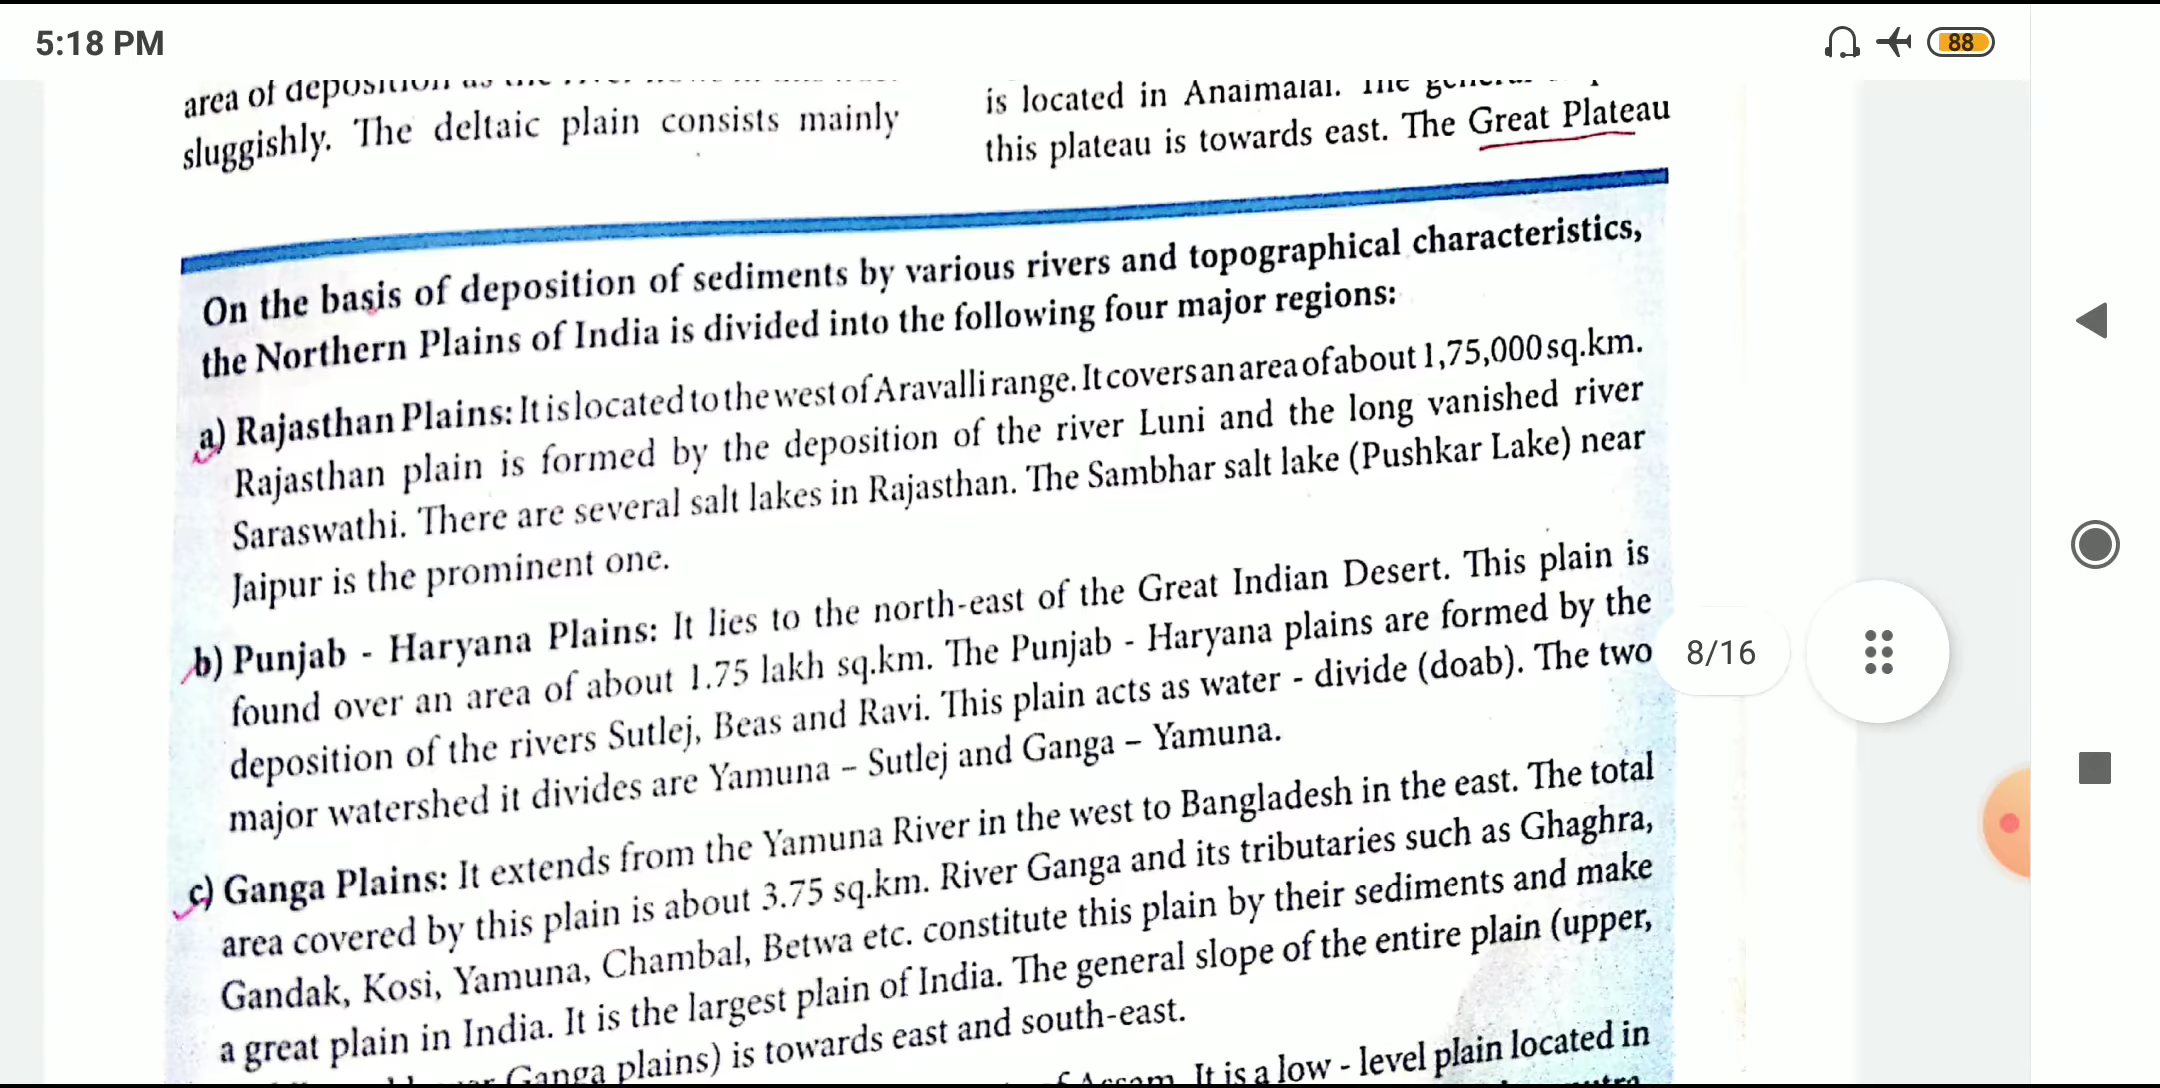 5:18 PM
88
area of deposition as the
sluggishly. The deltaic plain consists mainly
is located in Anaimalai. The general
this plateau is towards east. The Great Plateau
On the basis of deposition of sediments by various rivers and topographical characteristics,
the Northern Plains of India is divided into the following four major regions:
a) Rajasthan Plains: It is located to the west of Aravalli range. It covers an area of about 1,75,000 sq.km.
Rajasthan plain is formed by the deposition of the river Luni and the long vanished river
Saraswathi. There are several salt lakes in Rajasthan. The Sambhar salt lake (Pushkar Lake) near
Jaipur is the prominent one.
b) Punjab - Haryana Plains: It lies to the north-east of the Great Indian Desert. This plain is
found over an area of about 1.75 lakh sq.km. The Punjab - Haryana plains are formed by the
deposition of the rivers Sutlej, Beas and Ravi. This plain acts as water - divide (doab). The two
major watershed it divides are Yamuna – Sutlej and Ganga – Yamuna.
8/16
c) Ganga Plains: It extends from the Yamuna River in the west to Bangladesh in the east. The total
area covered by this plain is about 3.75 sq.km. River Ganga and its tributaries such as Ghaghra,
Gandak, Kosi, Yamuna, Chambal, Betwa etc. constitute this plain by their sediments and make
a great plain in India. It is the largest plain of India. The general slope of the entire plain (upper,
Ganga plains) is towards east and south-east.
Assam. It is a low - level plain located in